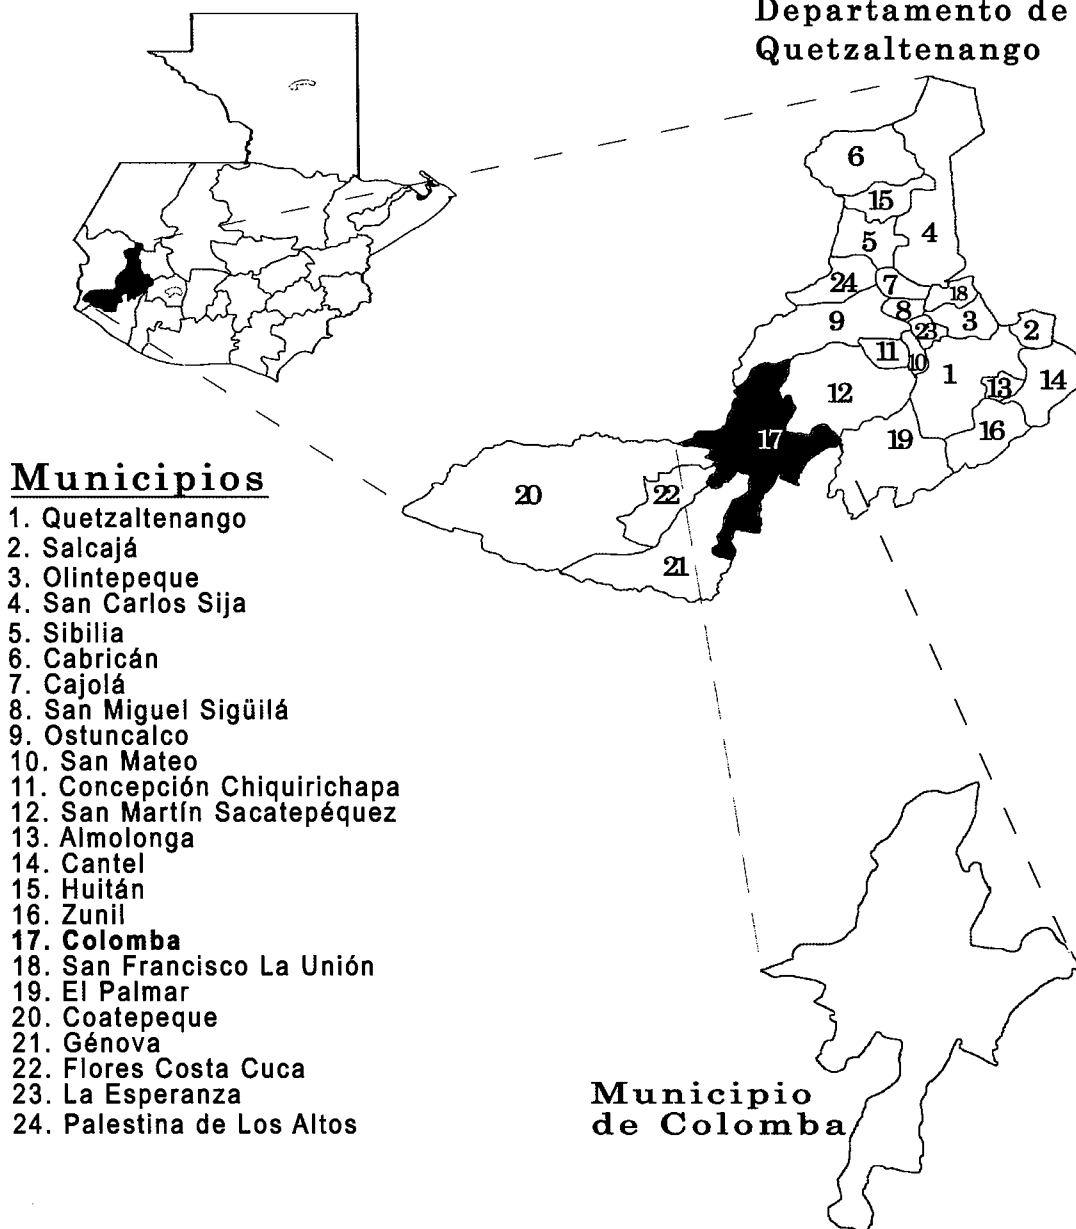 Departamento de
Quetzaltenango
6
15
4
5
24
7
18
8
9
3
23
2
11
10
1
14
13
12
16
17
19
20
22
21
Municipios
1. Quetzaltenango
2. Salcajá
3. Olintepeque
4. San Carlos Sija
5. Sibilia
6. Cabricán
7. Cajolá
8. San Miguel Sigüilá
9. Ostuncalco
10. San Mateo
11. Concepción Chiquirichapa
12. San Martín Sacatepéquez
13. Almolonga
14. Cantel
15. Huitán
16. Zunil
17. Colomba
18. San Francisco La Unión
19. El Palmar
20. Coatepeque
21. Génova
22. Flores Costa Cuca
23. La Esperanza
24. Palestina de Los Altos
Municipio
de Colomba